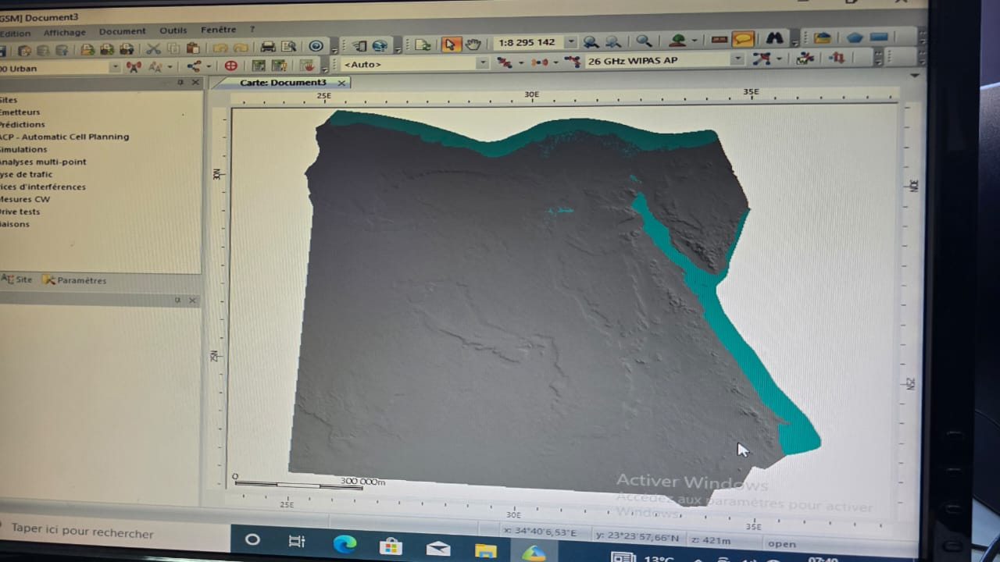 GSM] Document3
Edition Affichage Document Outils Fenêtre ?
1:8 295 142
Urban
<Auto>
26 GHz WIPAS AP
Carte: Document3
25E 30E 35E
Sites
Emetteurs
Prédictions
ACP - Automatic Cell Planning
Simulations
Analyses multi-point
yse de trafic
ices d'interférences
Mesures CW
Drive tests
iaisons
30N
30N
Site Paramètres
25N
25N
0 300 000m
25E 30E 35E
Activer Windows
Accédez aux paramètres pour activer
Windows.
x: 34°40'6,53"E y: 23°23'57,66"N z: 421m open
Taper ici pour rechercher
13°C
07:40